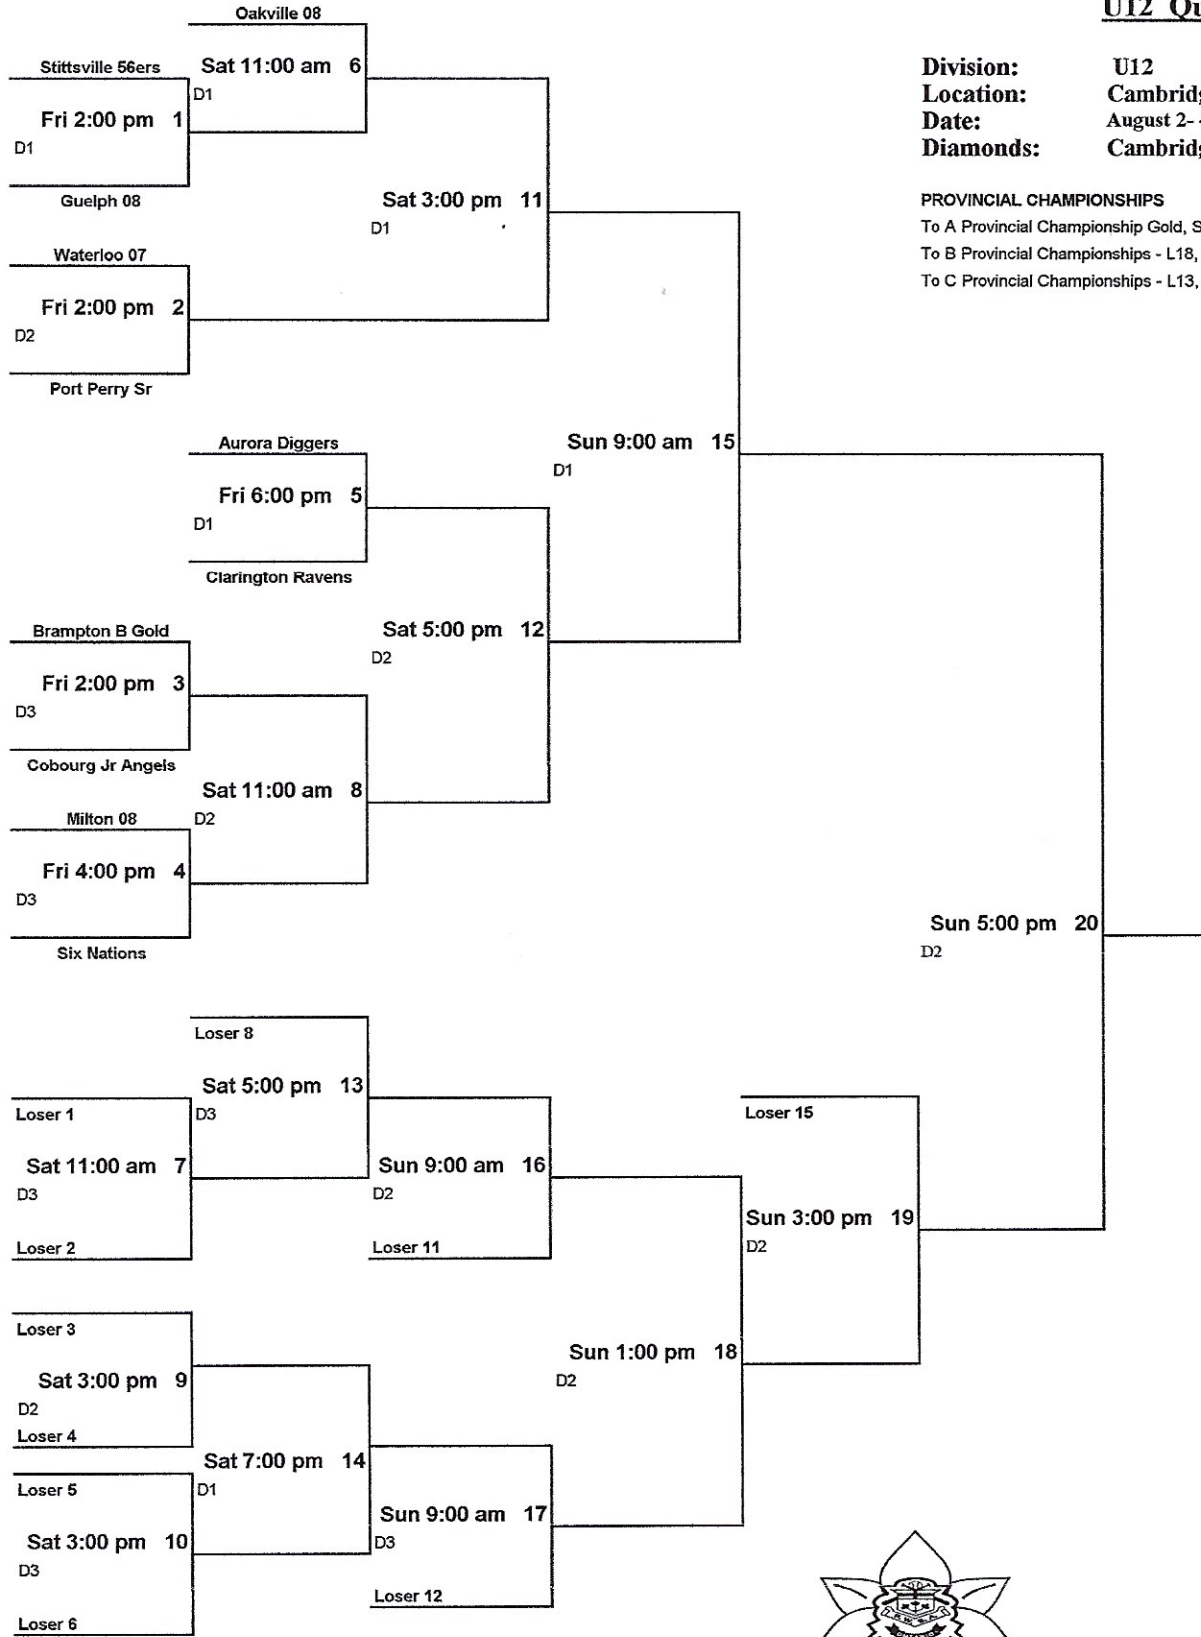 U12
Division: U12
Location:
Date: August 2-
Diamonds:
PROVINCIAL CHAMPIONSHIPS
To A Provincial Championship Gold,
To B Provincial Championships - L18,
To C Provincial Championships - L13,
Oakville 08
Sat 11:00 am 6
D1
Stittsville 56ers
Fri 2:00 pm 1
D1
Guelph 08
Sat 3:00 pm 11
D1
Waterloo 07
Fri 2:00 pm 2
D2
Port Perry Sr
Aurora Diggers
Fri 6:00 pm 5
D1
Clarington Ravens
Sun 9:00 am 15
D1
Brampton B Gold
Fri 2:00 pm 3
D3
Cobourg Jr Angels
Sat 5:00 pm 12
D2
Sat 11:00 am 8
D2
Milton 08
Fri 4:00 pm 4
D3
Six Nations
Sun 5:00 pm 20
D2
Loser 8
Sat 5:00 pm 13
D3
Loser 1
Sat 11:00 am 7
D3
Loser 2
Sun 9:00 am 16
D2
Loser 11
Loser 15
Sun 3:00 pm 19
D2
Loser 3
Sat 3:00 pm 9
D2
Loser 4
Sun 1:00 pm 18
D2
Sat 7:00 pm 14
D1
Loser 5
Sat 3:00 pm 10
D3
Loser 6
Sun 9:00 am 17
D3
Loser 12